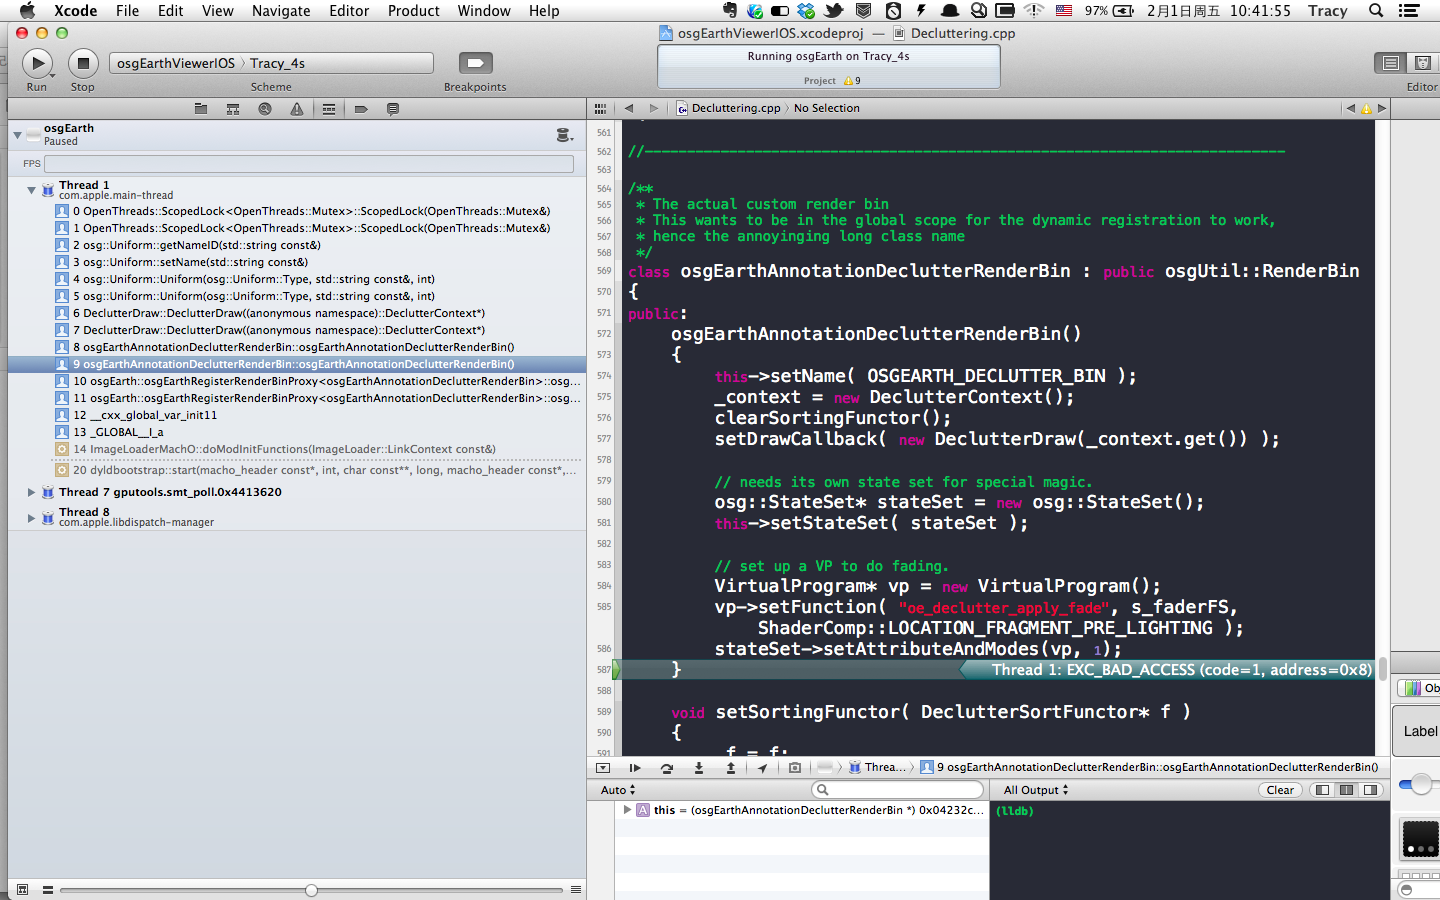 Xcode File Edit View Navigate Editor Product Window Help 97% 2月1日周五 10:41:55 Tracy
osgEarthViewerIOS.xcodeproj — Decluttering.cpp
osgEarthViewerIOS 〉 Tracy_4s
Running osgEarth on Tracy_4s
Project 9
Run Stop Scheme Breakpoints Editor
Decluttering.cpp 〉 No Selection
osgEarth
Paused
FPS
Thread 1
com.apple.main-thread
0 OpenThreads::ScopedLock<OpenThreads::Mutex>::ScopedLock(OpenThreads::Mutex&)
1 OpenThreads::ScopedLock<OpenThreads::Mutex>::ScopedLock(OpenThreads::Mutex&)
2 osg::Uniform::getNameID(std::string const&)
3 osg::Uniform::setName(std::string const&)
4 osg::Uniform::Uniform(osg::Uniform::Type, std::string const&, int)
5 osg::Uniform::Uniform(osg::Uniform::Type, std::string const&, int)
6 DeclutterDraw::DeclutterDraw((anonymous namespace)::DeclutterContext*)
7 DeclutterDraw::DeclutterDraw((anonymous namespace)::DeclutterContext*)
8 osgEarthAnnotationDeclutterRenderBin::osgEarthAnnotationDeclutterRenderBin()
9 osgEarthAnnotationDeclutterRenderBin::osgEarthAnnotationDeclutterRenderBin()
10 osgEarth::osgEarthRegisterRenderBinProxy<osgEarthAnnotationDeclutterRenderBin>::osg...
11 osgEarth::osgEarthRegisterRenderBinProxy<osgEarthAnnotationDeclutterRenderBin>::osg...
12 __cxx_global_var_init11
13 _GLOBAL__I_a
14 ImageLoaderMachO::doModInitFunctions(ImageLoader::LinkContext const&)
20 dyldbootstrap::start(macho_header const*, int, char const**, long, macho_header const*,...
Thread 7 gputools.smt_poll.0x4413620
Thread 8
com.apple.libdispatch-manager
561
562 //----------------------------------------------------------------------------
563
564 /**
565 * The actual custom render bin
566 * This wants to be in the global scope for the dynamic registration to work,
567 * hence the annoyinging long class name
568 */
569 class osgEarthAnnotationDeclutterRenderBin : public osgUtil::RenderBin
570 {
571 public:
572 osgEarthAnnotationDeclutterRenderBin()
573 {
574 this->setName( OSGEARTH_DECLUTTER_BIN );
575 _context = new DeclutterContext();
576 clearSortingFunctor();
577 setDrawCallback( new DeclutterDraw(_context.get()) );
578
579 // needs its own state set for special magic.
580 osg::StateSet* stateSet = new osg::StateSet();
581 this->setStateSet( stateSet );
582
583 // set up a VP to do fading.
584 VirtualProgram* vp = new VirtualProgram();
585 vp->setFunction( "oe_declutter_apply_fade", s_faderFS,
ShaderComp::LOCATION_FRAGMENT_PRE_LIGHTING );
586 stateSet->setAttributeAndModes(vp, 1);
587 } Thread 1: EXC_BAD_ACCESS (code=1, address=0x8)
588
589 void setSortingFunctor( DeclutterSortFunctor* f )
590 {
591 _f = f;
Threa... 〉 9 osgEarthAnnotationDeclutterRenderBin::osgEarthAnnotationDeclutterRenderBin()
Auto
All Output
Clear
this = (osgEarthAnnotationDeclutterRenderBin *) 0x04232c...
(lldb)
Ob
Label